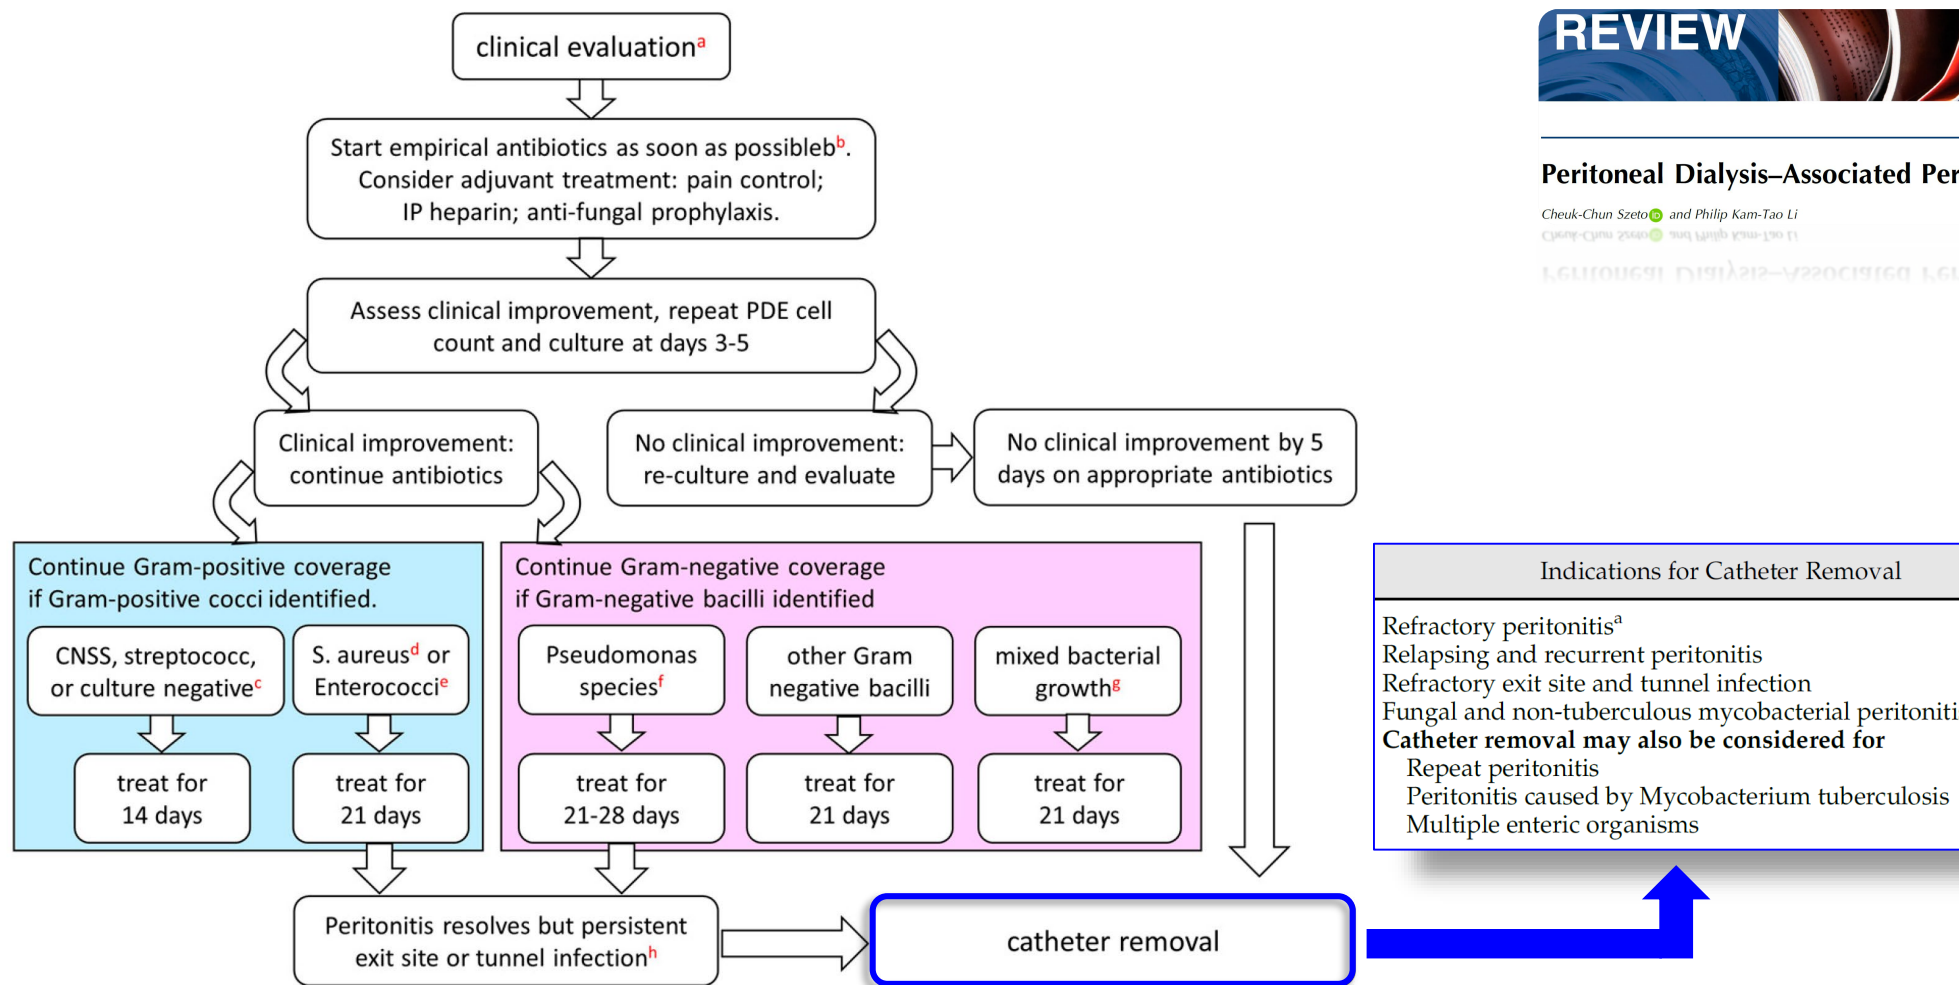 clinical evaluationa
Start empirical antibiotics as soon as possiblebb.
Consider adjuvant treatment: pain control;
IP heparin; anti-fungal prophylaxis.
Assess clinical improvement, repeat PDE cell
count and culture at days 3-5
Clinical improvement:
continue antibiotics
No clinical improvement:
re-culture and evaluate
No clinical improvement by 5
days on appropriate antibiotics
Continue Gram-positive coverage
if Gram-positive cocci identified.
CNSS, streptococc,
or culture negativec
treat for
14 days
S. aureusd or
Enterococcie
treat for
21 days
Continue Gram-negative coverage
if Gram-negative bacilli identified
Pseudomonas
speciesf
treat for
21-28 days
other Gram
negative bacilli
treat for
21 days
mixed bacterial
growthg
treat for
21 days
Peritonitis resolves but persistent
exit site or tunnel infectionh
catheter removal
REVIEW
Peritoneal Dialysis–Associated Per
Cheuk-Chun Szeto iD and Philip Kam-Tao Li
Indications for Catheter Removal
Refractory peritonitisa
Relapsing and recurrent peritonitis
Refractory exit site and tunnel infection
Fungal and non-tuberculous mycobacterial peritoniti
Catheter removal may also be considered for
Repeat peritonitis
Peritonitis caused by Mycobacterium tuberculosis
Multiple enteric organisms